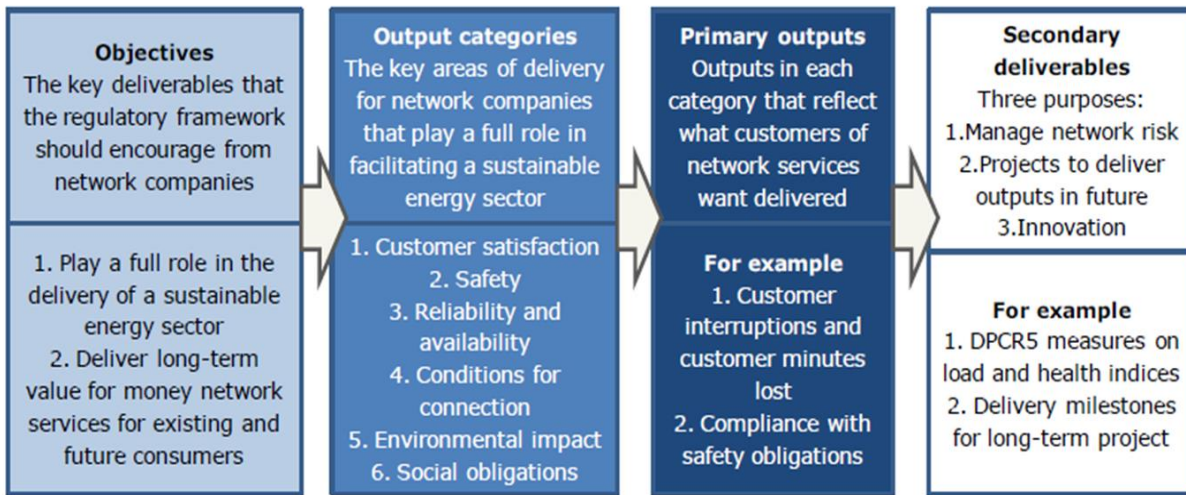 Objectives
The key deliverables that
the regulatory framework
should encourage from
network companies
1. Play a full role in the
delivery of a sustainable
energy sector
2. Deliver long-term
value for money network
services for existing and
future consumers
Output categories
The key areas of delivery
for network companies
that play a full role in
facilitating a sustainable
energy sector
1. Customer satisfaction
2. Safety
3. Reliability and
availability
4. Conditions for
connection
5. Environmental impact
6. Social obligations
Primary outputs
Outputs in each
category that reflect
what customers of
network services
want delivered
For example
1. Customer
interruptions and
customer minutes
lost
2. Compliance with
safety obligations
Secondary
deliverables
Three purposes:
1.Manage network risk
2.Projects to deliver
outputs in future
3.Innovation
For example
1. DPCR5 measures on
load and health indices
2. Delivery milestones
for long-term project